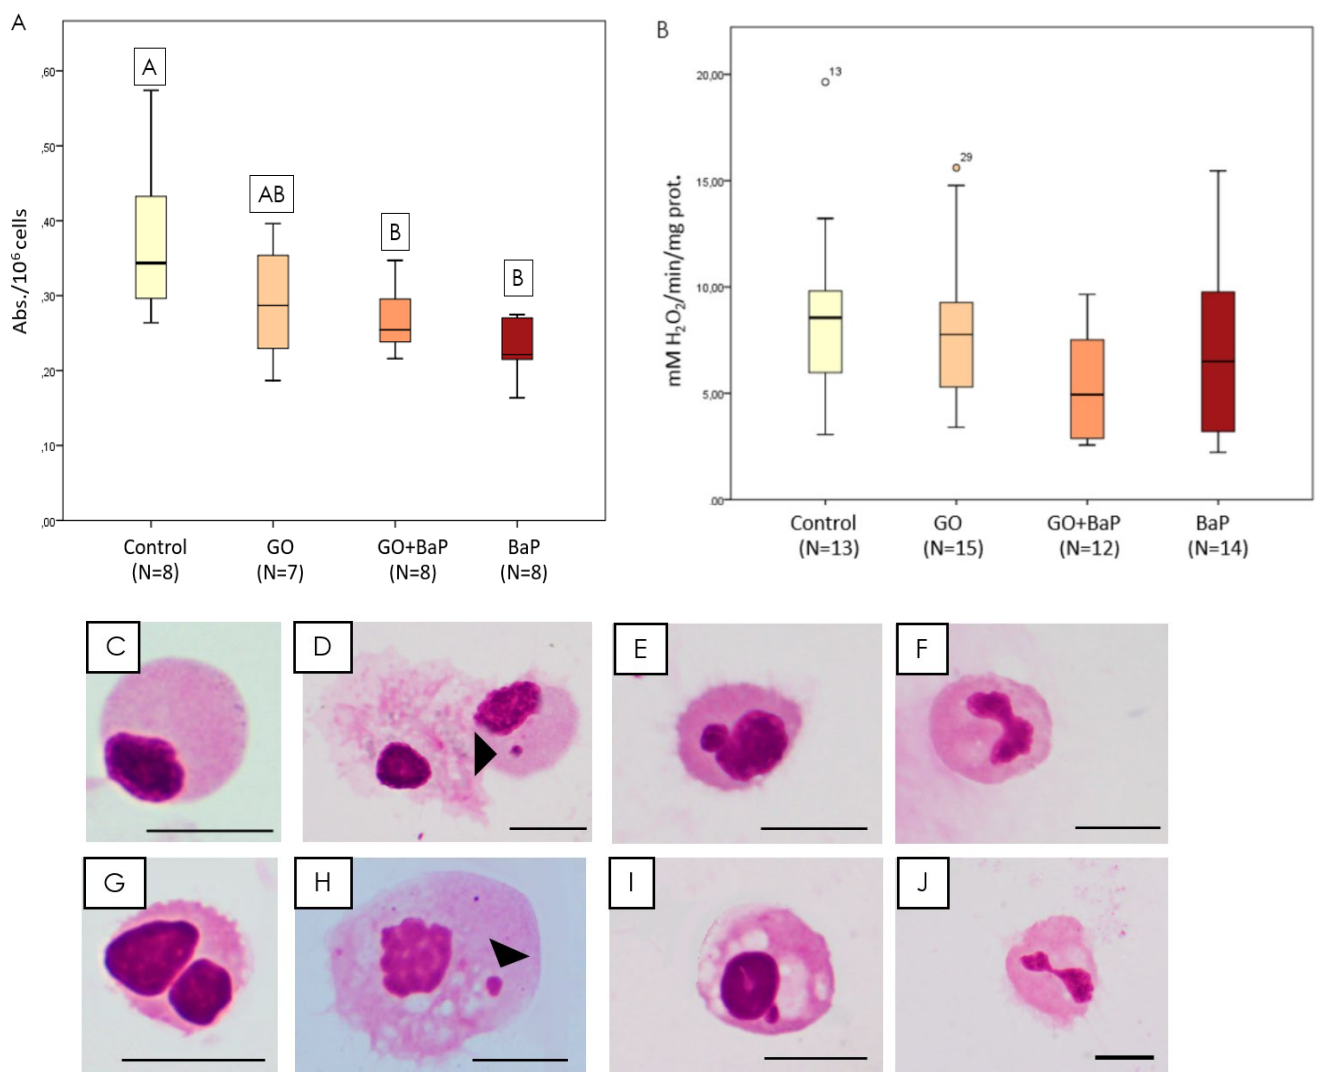 A
Abs./10⁶ cells
,60
,50
,40
,30
,20
,10
,00
A
AB
B
B
Control GO GO+BaP BaP
(N=8) (N=7) (N=8) (N=8)
B
mM H₂O₂/min/mg prot.
20,00
15,00
10,00
5,00
,00
13
29
Control GO GO+BaP BaP
(N=13) (N=15) (N=12) (N=14)
C D E F
G H I J